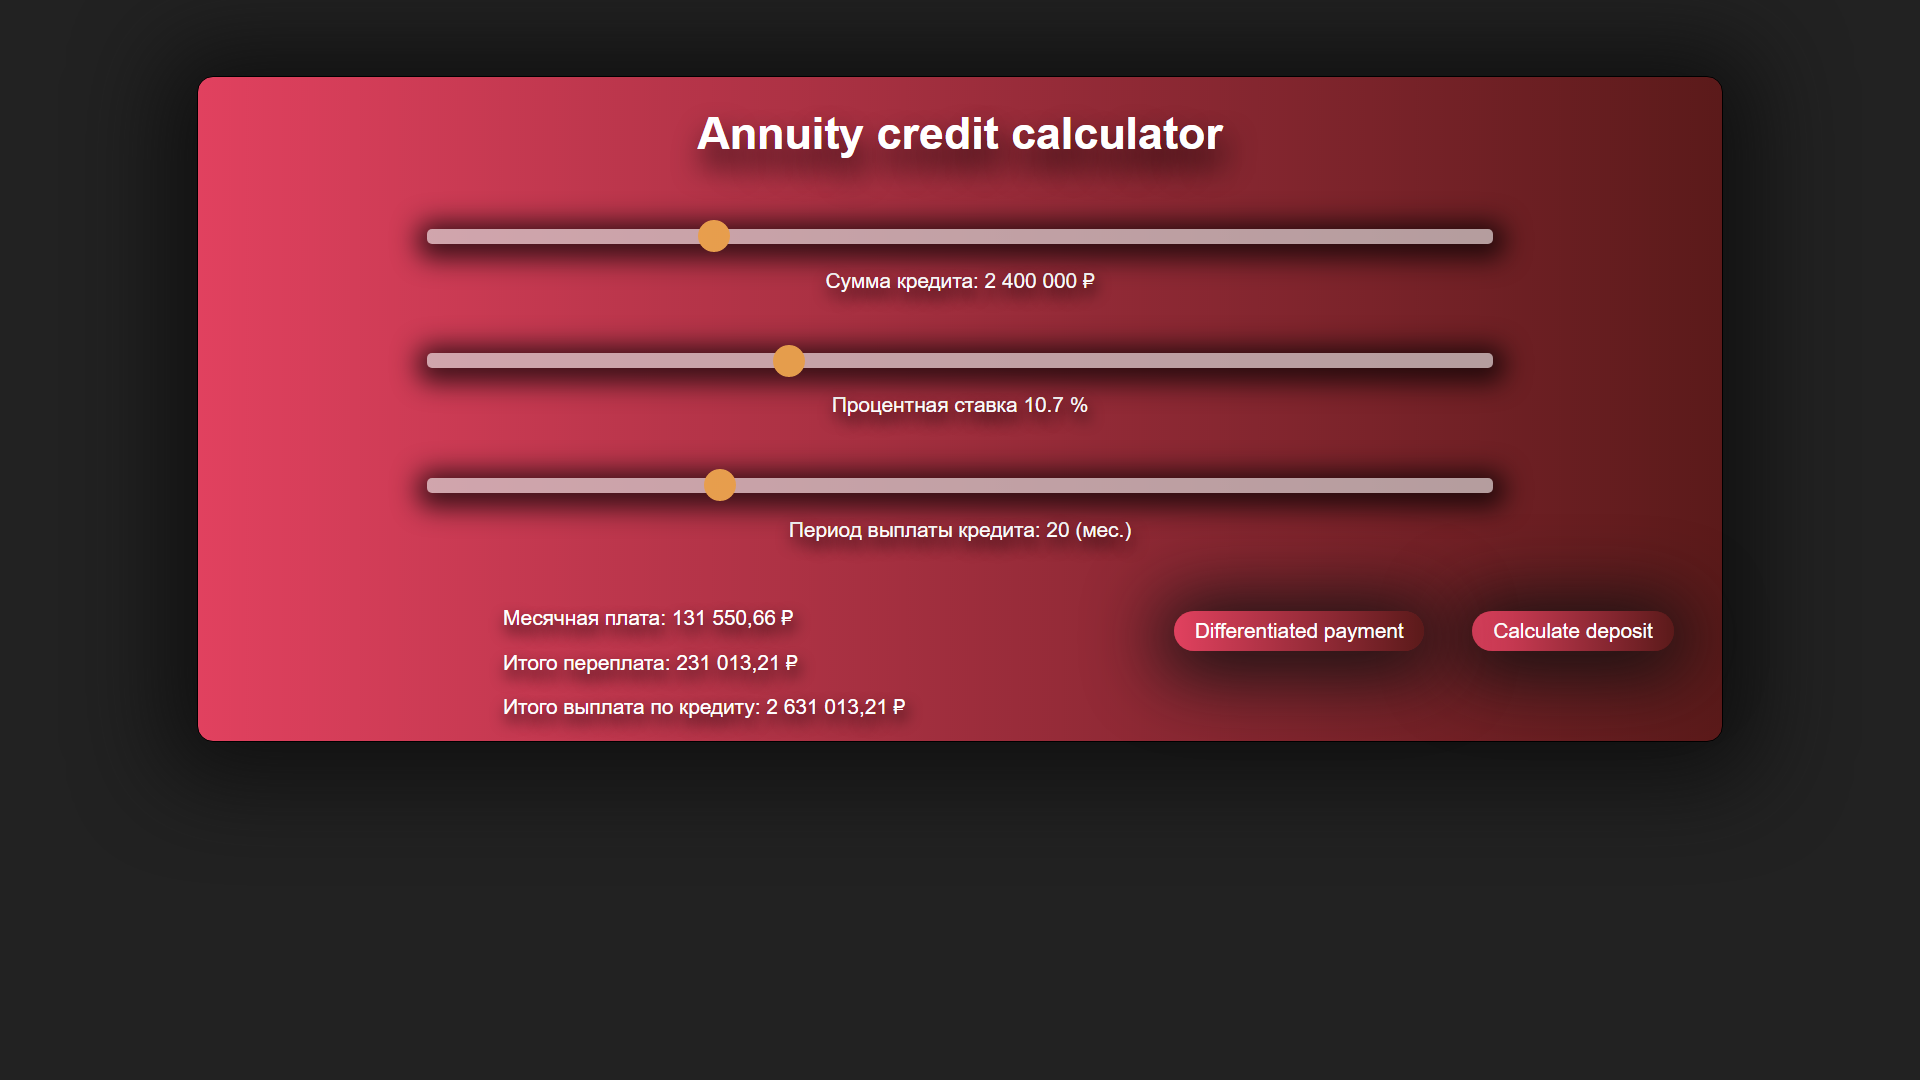 Annuity credit calculator
Сумма кредита: 2 400 000 ₽
Процентная ставка 10.7 %
Период выплаты кредита: 20 (мес.)
Месячная плата: 131 550,66 ₽
Итого переплата: 231 013,21 ₽
Итого выплата по кредиту: 2 631 013,21 ₽
Differentiated payment
Calculate deposit